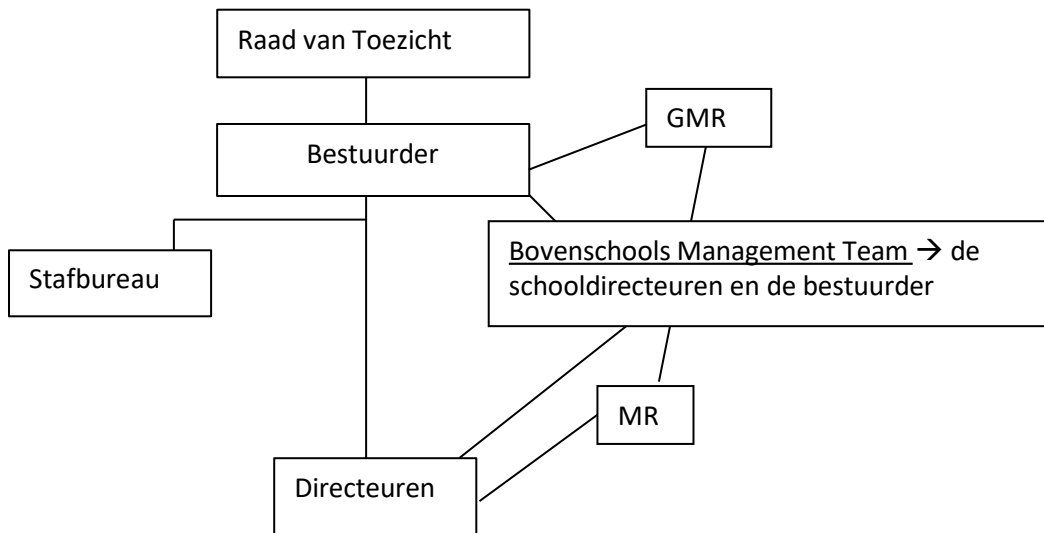 Raad van Toezicht
GMR
Bestuurder
Bovenschools Management Team → de
schooldirecteuren en de bestuurder
Stafbureau
MR
Directeuren